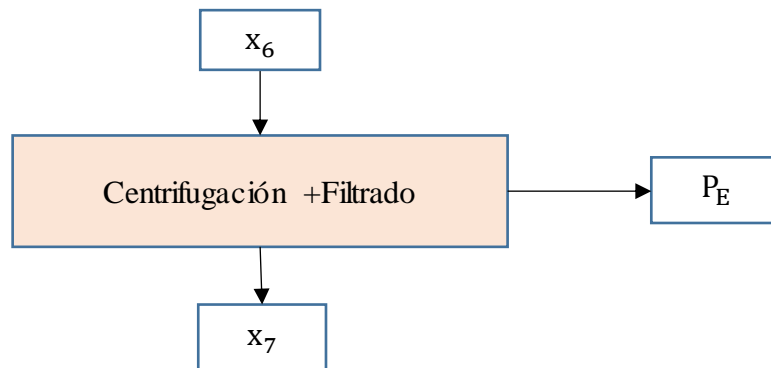 x₆
Centrifugación +Filtrado
P_E
x₇